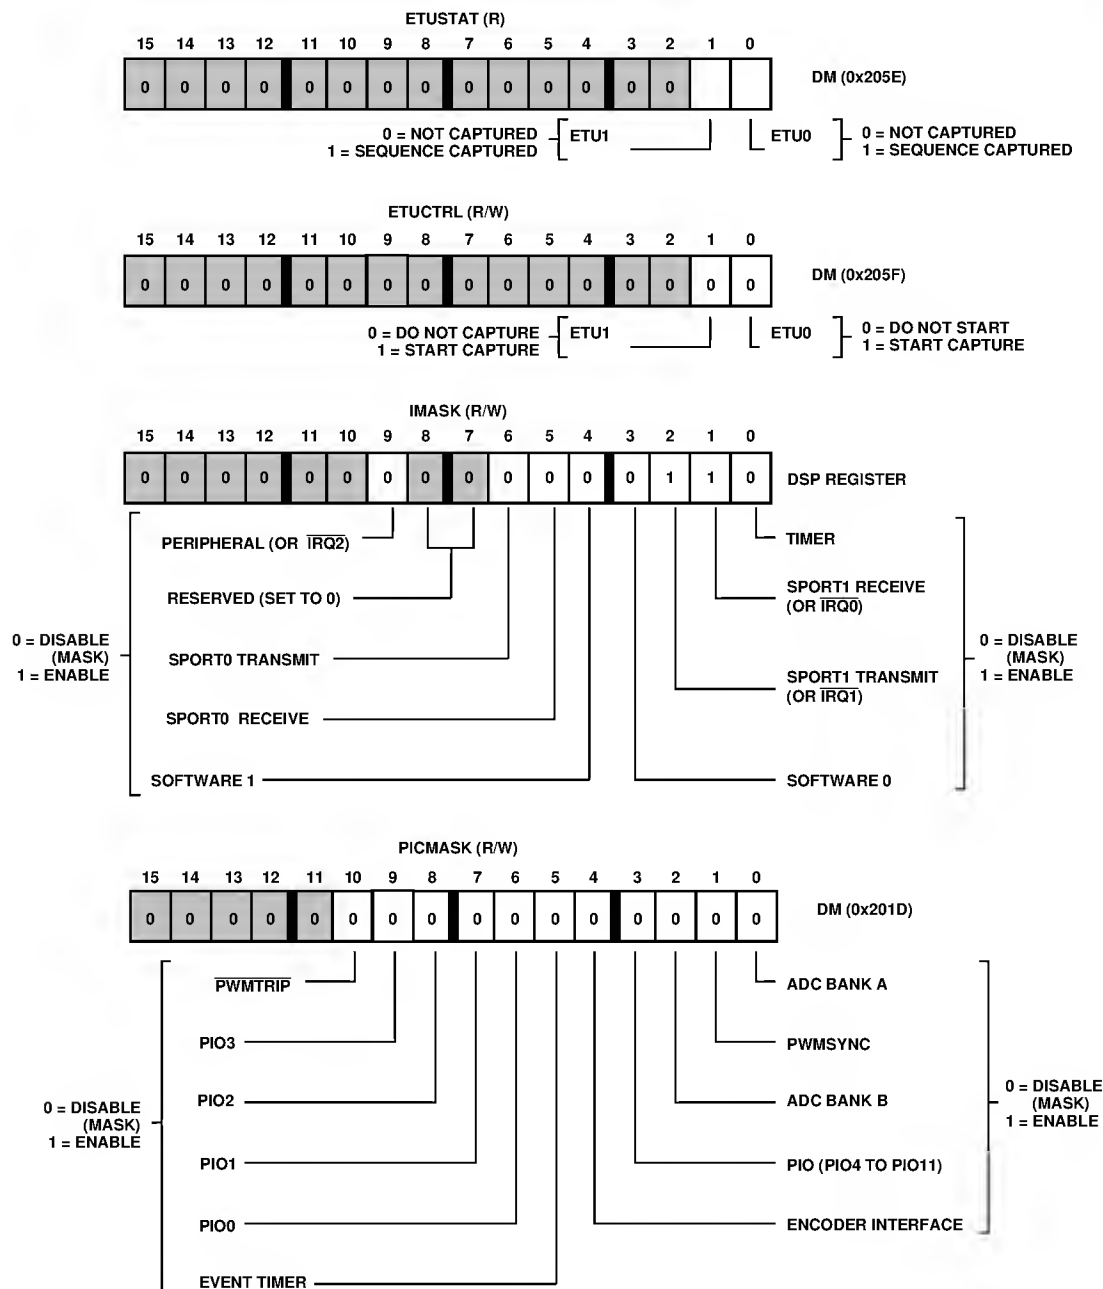 ETUSTAT (R)
15 14 13 12 11 10 9 8 7 6 5 4 3 2 1 0
0 0 0 0 0 0 0 0 0 0 0 0 0 0
DM (0x205E)
0 = NOT CAPTURED
1 = SEQUENCE CAPTURED
ETU1
ETU0
0 = NOT CAPTURED
1 = SEQUENCE CAPTURED
ETUCTRL (R/W)
15 14 13 12 11 10 9 8 7 6 5 4 3 2 1 0
0 0 0 0 0 0 0 0 0 0 0 0 0 0 0 0
DM (0x205F)
0 = DO NOT CAPTURE
1 = START CAPTURE
ETU1
ETU0
0 = DO NOT START
1 = START CAPTURE
IMASK (R/W)
15 14 13 12 11 10 9 8 7 6 5 4 3 2 1 0
0 0 0 0 0 0 0 0 0 0 0 0 0 1 1 0
DSP REGISTER
PERIPHERAL (OR IRQ2)
RESERVED (SET TO 0)
SPORT0 TRANSMIT
SPORT0 RECEIVE
SOFTWARE 1
0 = DISABLE
(MASK)
1 = ENABLE
TIMER
SPORT1 RECEIVE
(OR IRQ0)
SPORT1 TRANSMIT
(OR IRQ1)
SOFTWARE 0
0 = DISABLE
(MASK)
1 = ENABLE
PICMASK (R/W)
15 14 13 12 11 10 9 8 7 6 5 4 3 2 1 0
0 0 0 0 0 0 0 0 0 0 0 0 0 0 0 0
DM (0x201D)
PWMTRIP
PIO3
PIO2
PIO1
PIO0
EVENT TIMER
0 = DISABLE
(MASK)
1 = ENABLE
ADC BANK A
PWMSYNC
ADC BANK B
PIO (PIO4 TO PIO11)
ENCODER INTERFACE
0 = DISABLE
(MASK)
1 = ENABLE